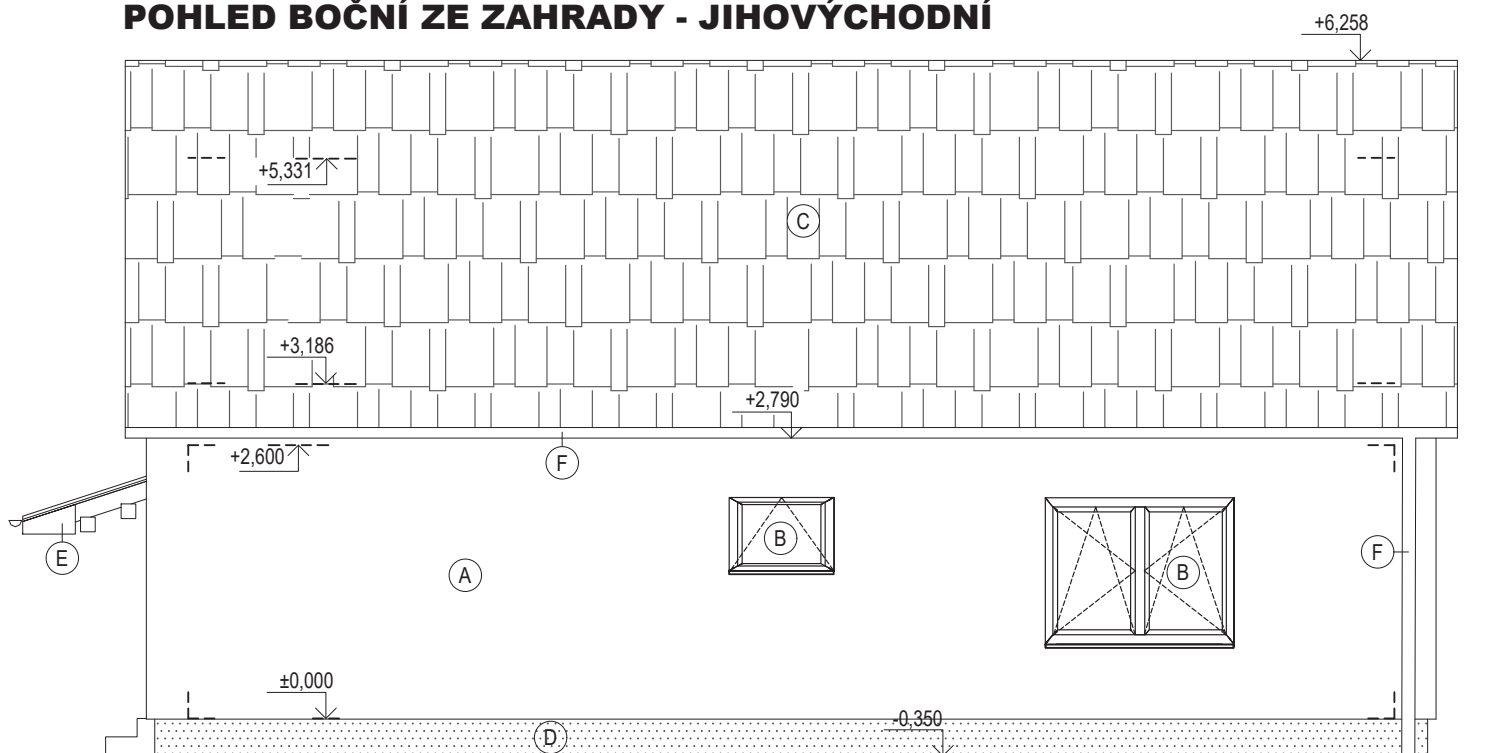 POHLED BOČNÍ ZE ZAHRADY - JIHOVÝCHODNÍ
+6,258
+5,331
C
+3,186
+2,790
+2,600
F
E
A
B
B
F
±0,000
-0,350
D